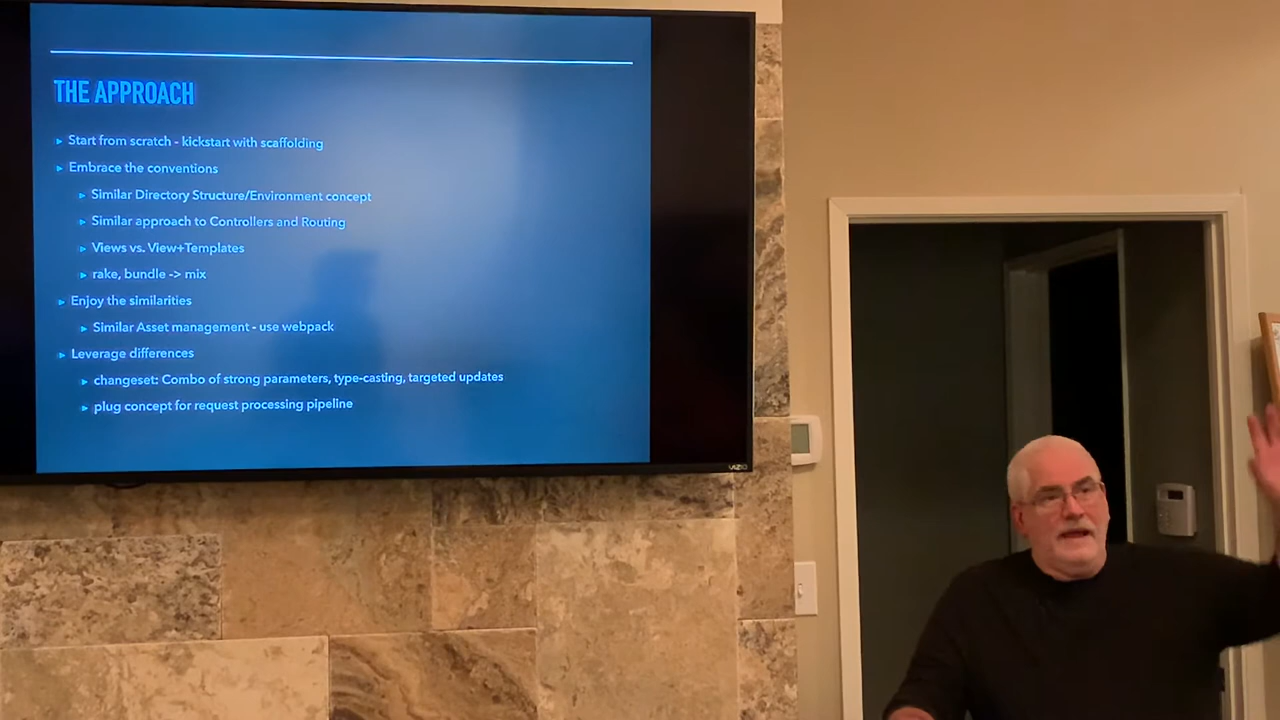 THE APPROACH
Start from scratch - kickstart with scaffolding
Embrace the conventions
Similar Directory Structure/Environment concept
Similar approach to Controllers and Routing
Views vs. View+Templates
rake, bundle -> mix
Enjoy the similarities
Similar Asset management - use webpack
Leverage differences
changeset: Combo of strong parameters, type-casting, targeted updates
plug concept for request processing pipeline
VIZIO